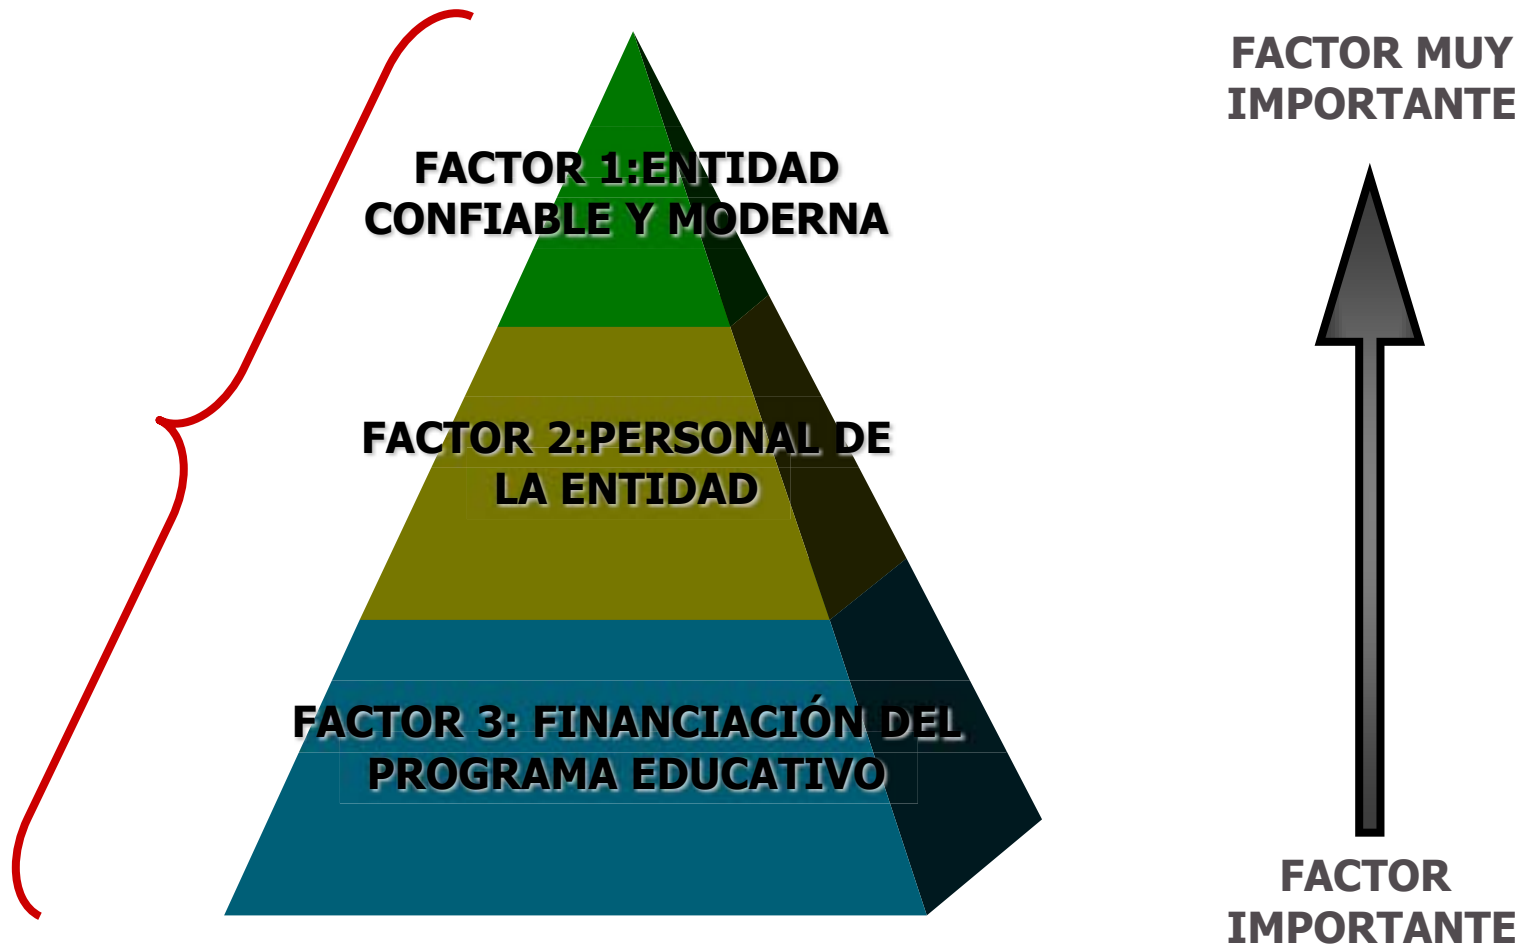 FACTOR MUY
IMPORTANTE
FACTOR 1:ENTIDAD
CONFIABLE Y MODERNA
FACTOR 2:PERSONAL DE
LA ENTIDAD
FACTOR 3: FINANCIACIÓN DEL
PROGRAMA EDUCATIVO
FACTOR
IMPORTANTE